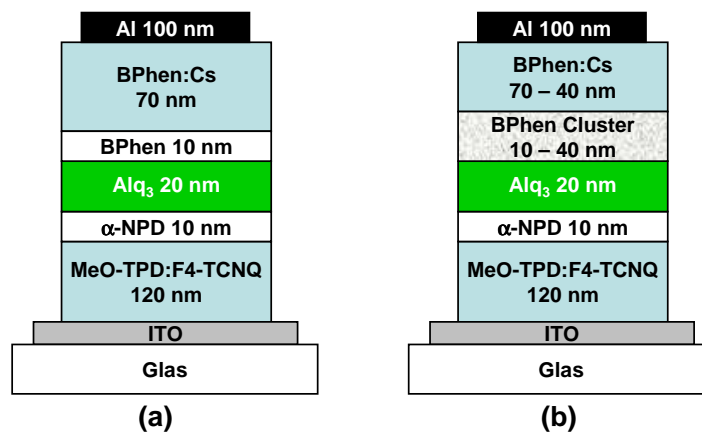 Al 100 nm
BPhen:Cs
70 nm
BPhen 10 nm
Alq₃ 20 nm
α-NPD 10 nm
MeO-TPD:F4-TCNQ
120 nm
ITO
Glas
(a)
Al 100 nm
BPhen:Cs
70 – 40 nm
BPhen Cluster
10 – 40 nm
Alq₃ 20 nm
α-NPD 10 nm
MeO-TPD:F4-TCNQ
120 nm
ITO
Glas
(b)